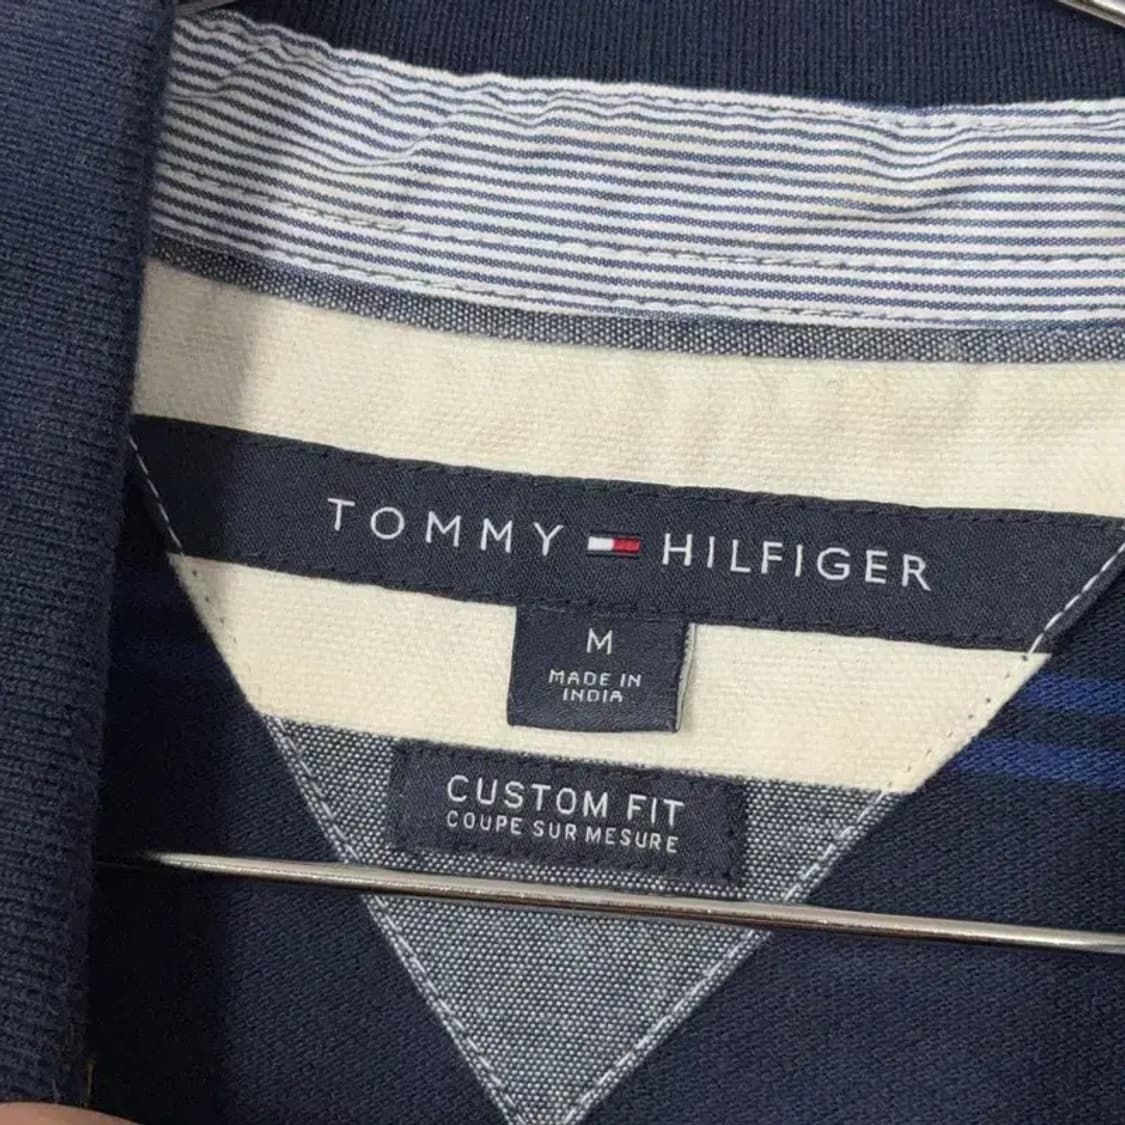 TOMMY HILFIGER
M
MADE IN
INDIA
CUSTOM FIT
COUPE SUR MESURE